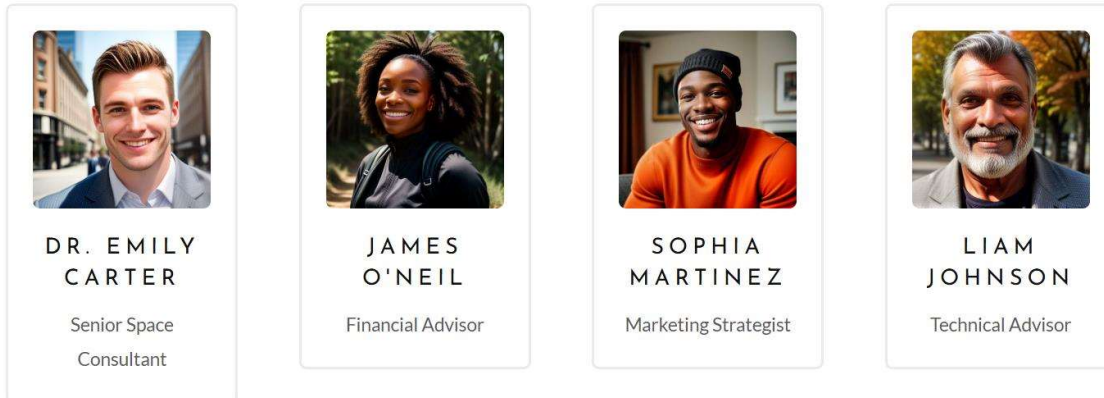 DR. EMILY
CARTER
Senior Space
Consultant
JAMES
O'NEIL
Financial Advisor
SOPHIA
MARTINEZ
Marketing Strategist
LIAM
JOHNSON
Technical Advisor